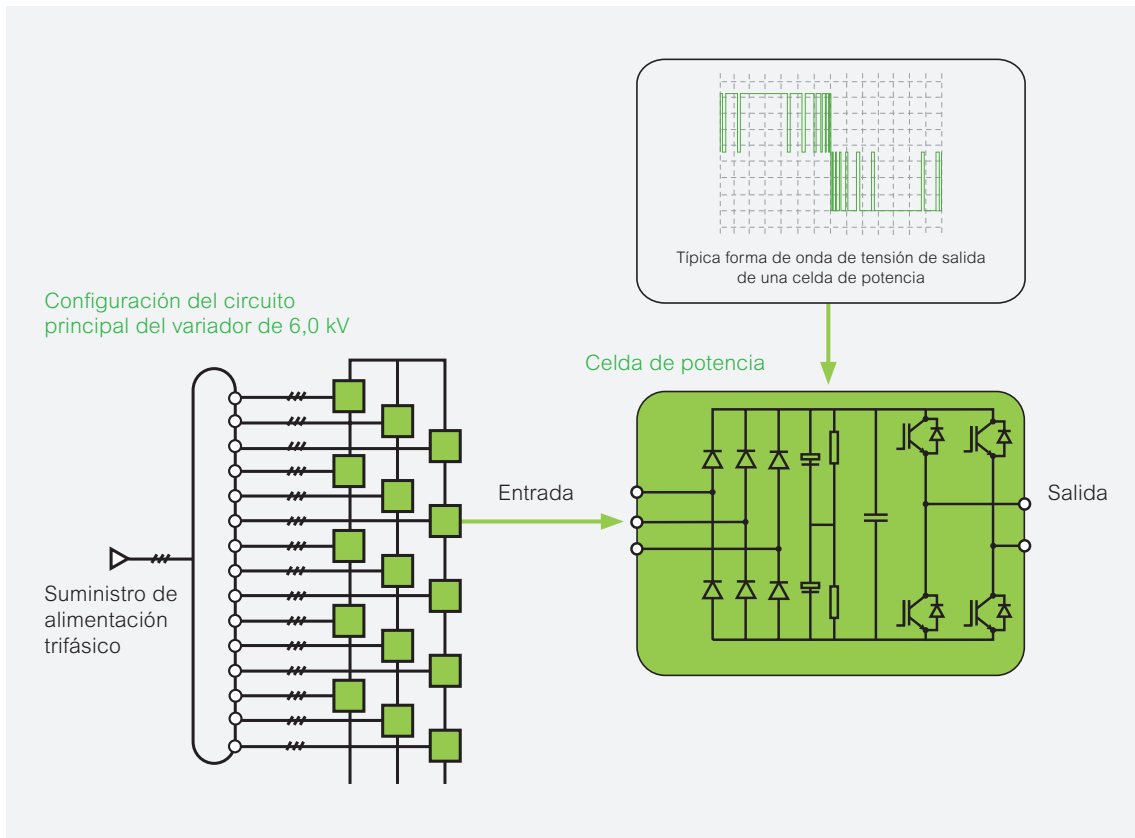 Típica forma de onda de tensión de salida
de una celda de potencia
Configuración del circuito
principal del variador de 6,0 kV
Celda de potencia
Entrada
Salida
Suministro de
alimentación
trifásico